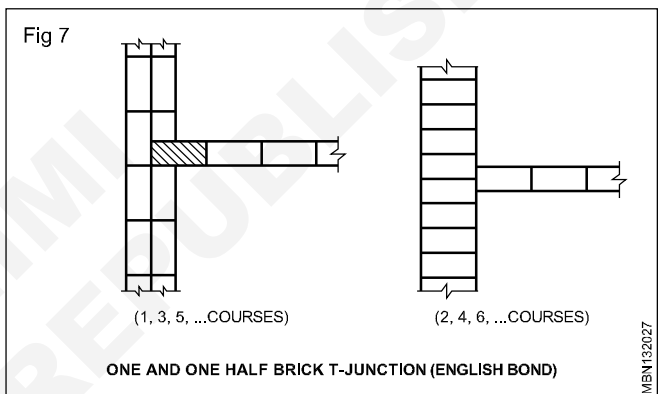 Fig 7
(1, 3, 5, ...COURSES)
(2, 4, 6, ...COURSES)
ONE AND ONE HALF BRICK T-JUNCTION (ENGLISH BOND)
MBN132027